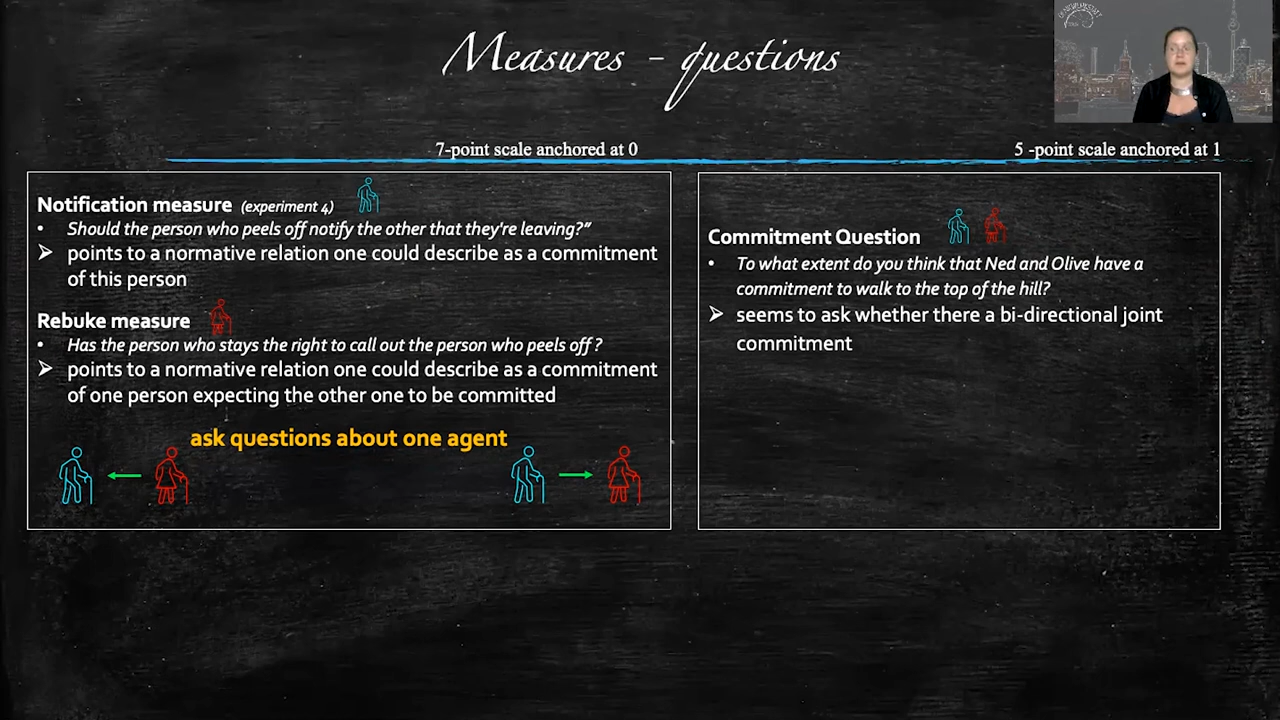 Measures - questions
7-point scale anchored at 0
5 -point scale anchored at 1
Notification measure (experiment 4)
• Should the person who peels off notify the other that they're leaving?”
➢ points to a normative relation one could describe as a commitment
of this person
Rebuke measure
• Has the person who stays the right to call out the person who peels off?
➢ points to a normative relation one could describe as a commitment
of one person expecting the other one to be committed
ask questions about one agent
Commitment Question
• To what extent do you think that Ned and Olive have a
commitment to walk to the top of the hill?
➢ seems to ask whether there a bi-directional joint
commitment